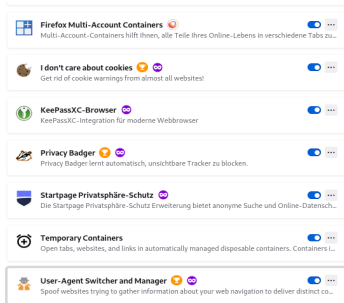 Firefox Multi-Account Containers
Multi-Account-Containers hilft Ihnen, alle Teile Ihres Online-Lebens in verschiedene Tabs zu…
I don't care about cookies
Get rid of cookie warnings from almost all websites!
KeePassXC-Browser
KeePassXC-Integration für moderne Webbrowser
Privacy Badger
Privacy Badger lernt automatisch, unsichtbare Tracker zu blocken.
Startpage Privatsphäre-Schutz
Die Startpage Privatsphäre-Schutz Erweiterung bietet anonyme Suche und Online-Datensch…
Temporary Containers
Open tabs, websites, and links in automatically managed disposable containers. Containers i…
User-Agent Switcher and Manager
Spoof websites trying to gather information about your web navigation to deliver distinct co…